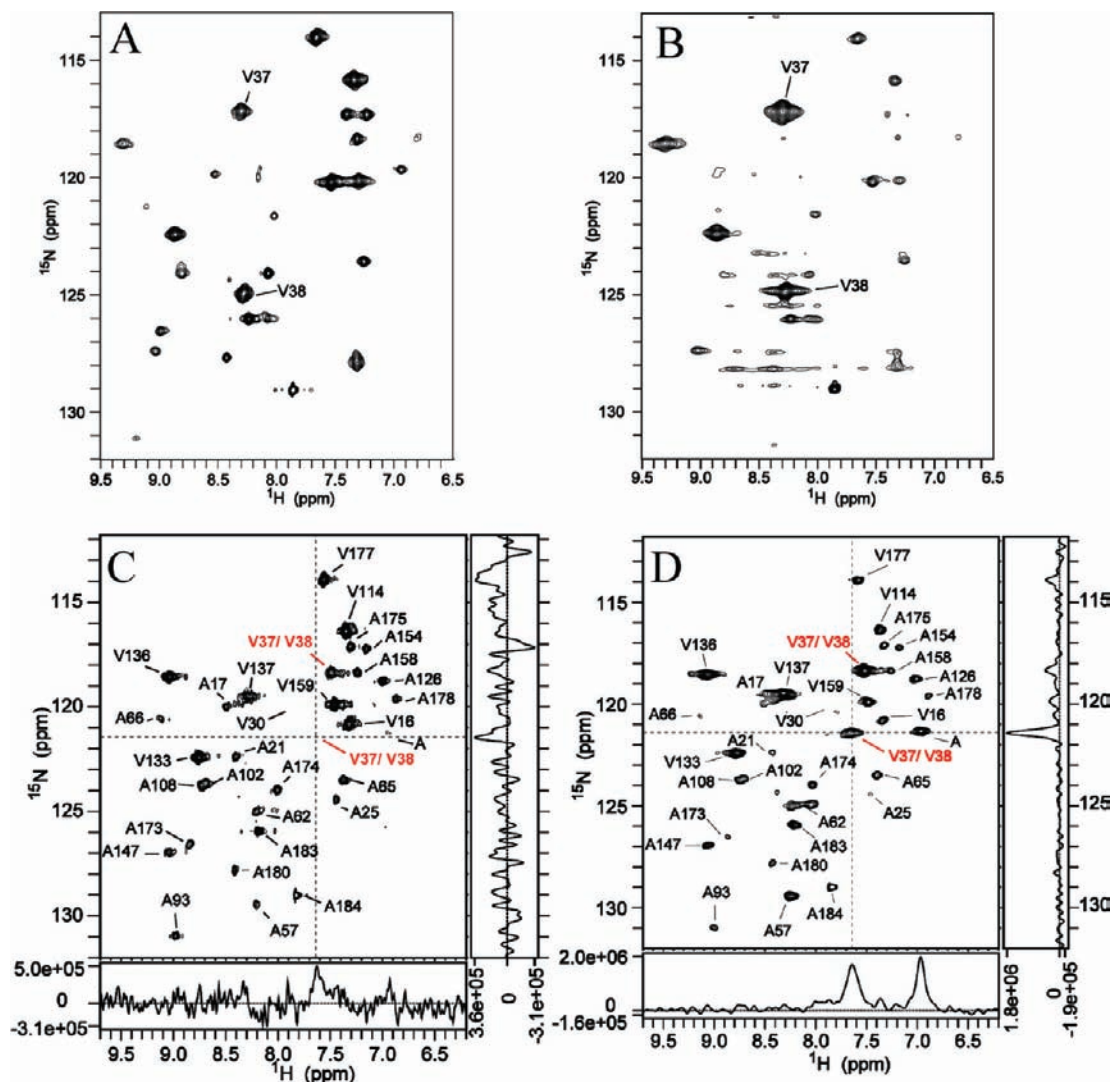 A
V37
V38
115
120
125
130
¹⁵N (ppm)
9.5 9.0 8.5 8.0 7.5 7.0 6.5
¹H (ppm)
B
V37
V38
115
120
125
130
¹⁵N (ppm)
9.5 9.0 8.5 8.0 7.5 7.0 6.5
¹H (ppm)
C
V177
V114
A175
V37/ V38
A154
V136
V137
A158
A17
V159
A126
A178
A66
V30
V16
A
V37/ V38
A21
V133
A102
A174
A108
A65
A25
A62
A173
A183
A147
A180
A93
A184
A57
115
120
125
130
¹⁵N (ppm)
5.0e+05
0
-3.1e+05
3.6e+05
0
-3.1e+05
9.0 8.5 8.0 7.5 7.0 6.5
¹H (ppm)
D
V177
V114
A175
V37/ V38
A154
V136
V137
A158
A17
V159
A126
A178
A66
V30
V16
A
V37/ V38
A21
V133
A102
A174
A108
A65
A25
A62
A173
A183
A147
A180
A93
A184
A57
115
120
125
130
¹⁵N (ppm)
115
120
125
130
2.0e+06
0
-1.6e+05
1.8e+06
0
-1.9e+05
9.0 8.5 8.0 7.5 7.0 6.5
¹H (ppm)